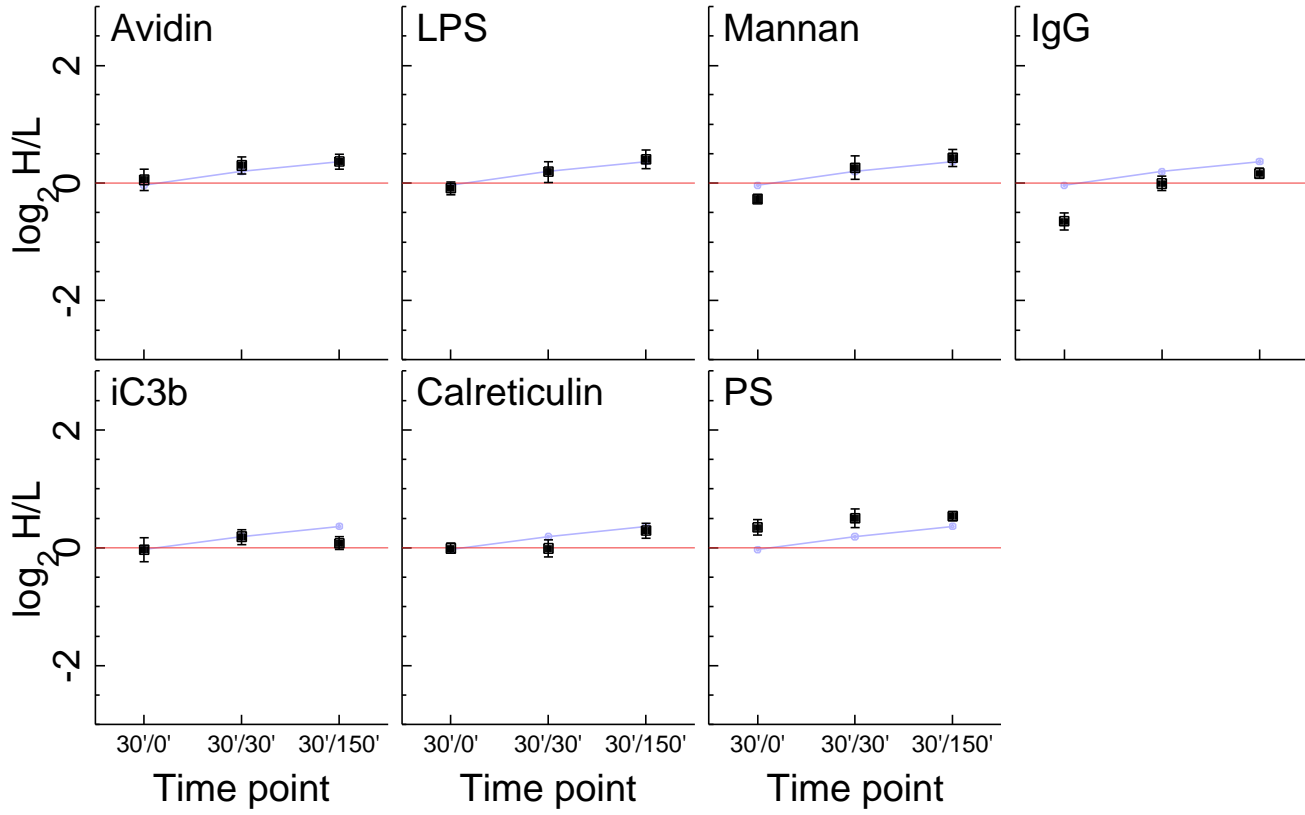 Avidin
LPS
Mannan
IgG
2
0
-2
log2 H/L
iC3b
Calreticulin
PS
2
0
-2
log2 H/L
30'/0' 30'/30' 30'/150'
30'/0' 30'/30' 30'/150'
30'/0' 30'/30' 30'/150'
Time point
Time point
Time point